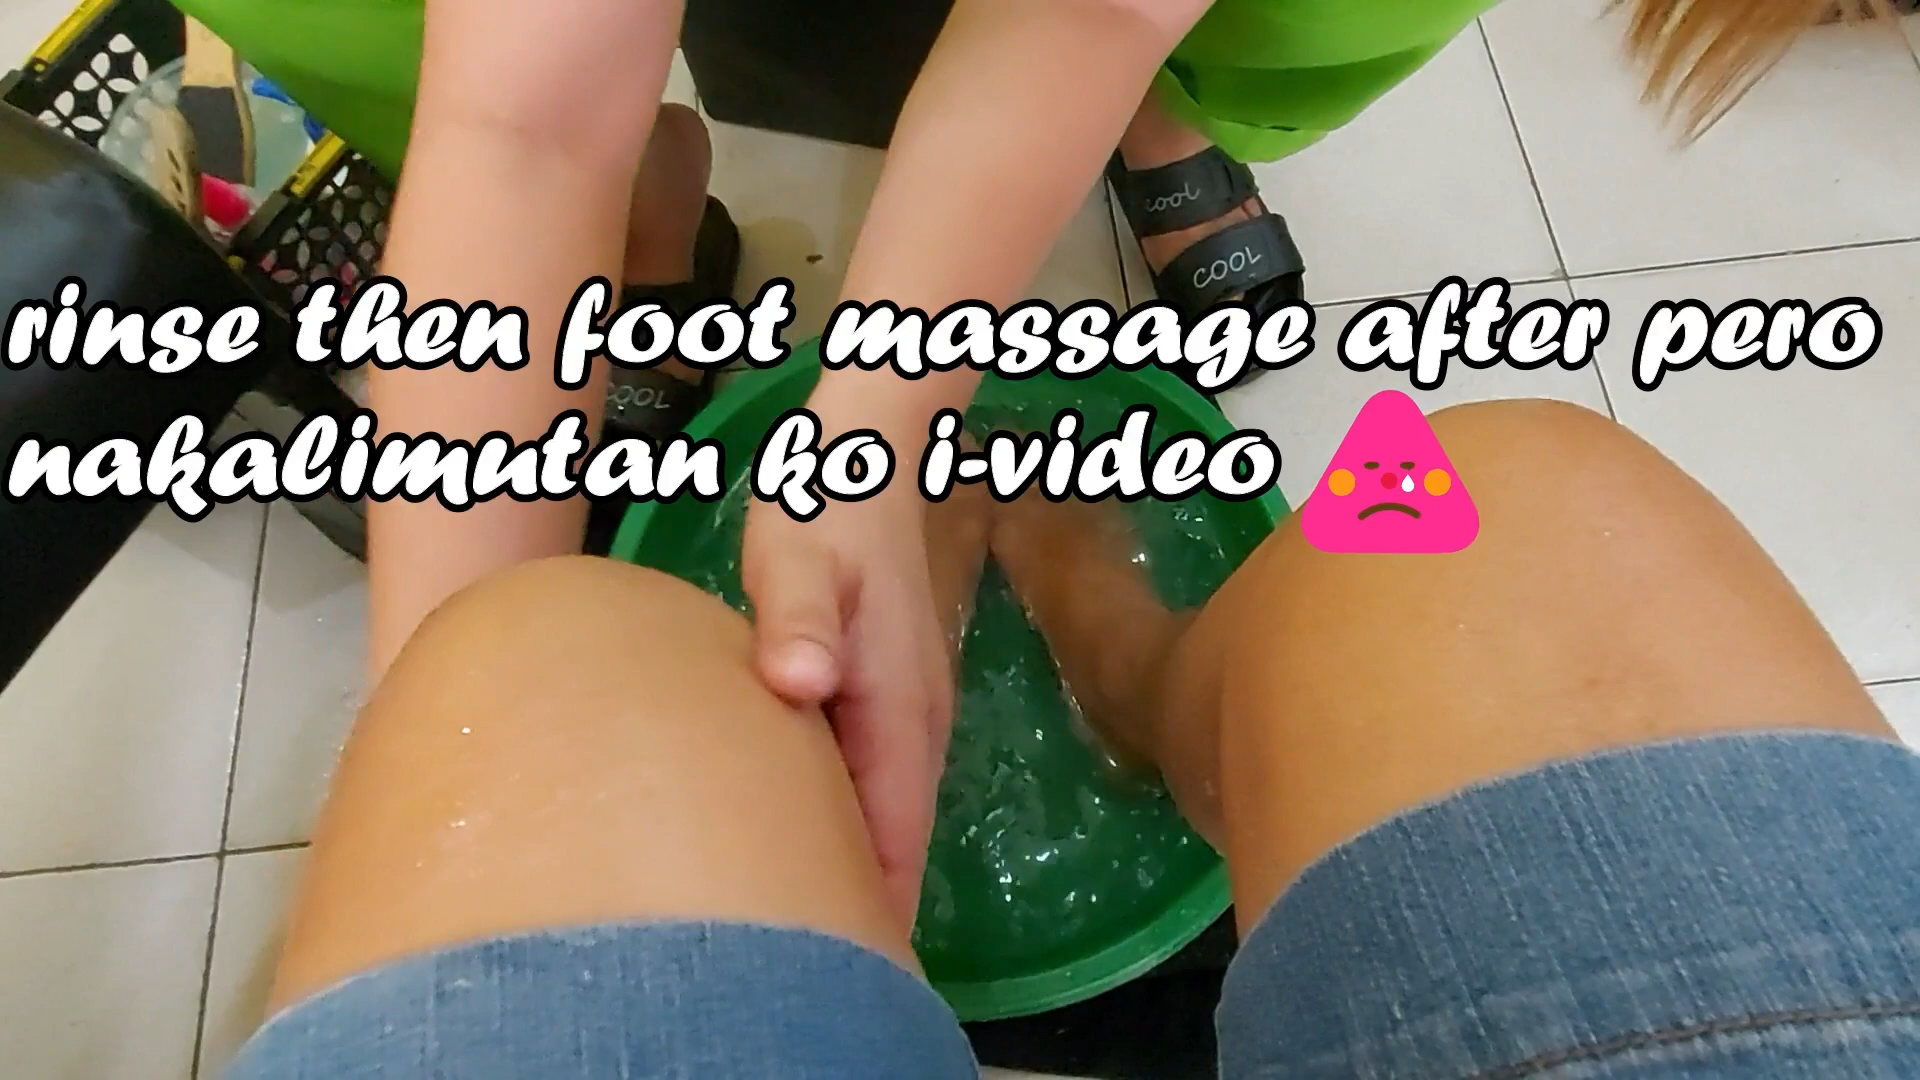 cool
COOL
rinse then foot massage after pero
COOL
nakalimutan ko i-video